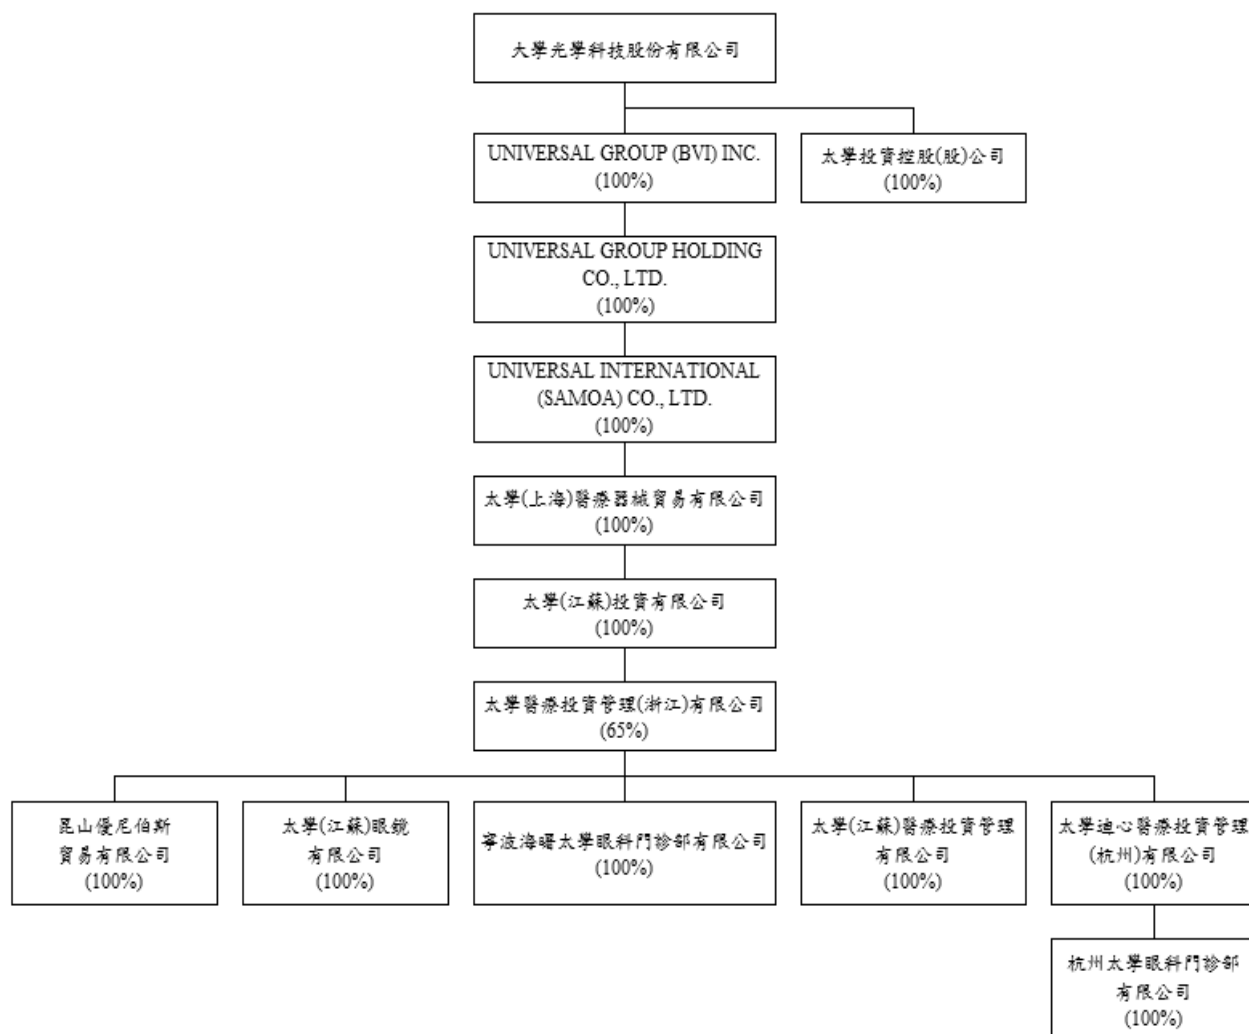 大學光學科技股份有限公司
UNIVERSAL GROUP (BVI) INC.
(100%)
太學投資控股(股)公司
(100%)
UNIVERSAL GROUP HOLDING
CO., LTD.
(100%)
UNIVERSAL INTERNATIONAL
(SAMOA) CO., LTD.
(100%)
太學(上海)醫療器械貿易有限公司
(100%)
太學(江蘇)投資有限公司
(100%)
太學醫療投資管理(浙江)有限公司
(65%)
昆山優尼伯斯
貿易有限公司
(100%)
太學(江蘇)眼鏡
有限公司
(100%)
寧波海曙太學眼科門診部有限公司
(100%)
太學(江蘇)醫療投資管理
有限公司
(100%)
太學迪心醫療投資管理
(杭州)有限公司
(100%)
杭州太學眼科門診部
有限公司
(100%)